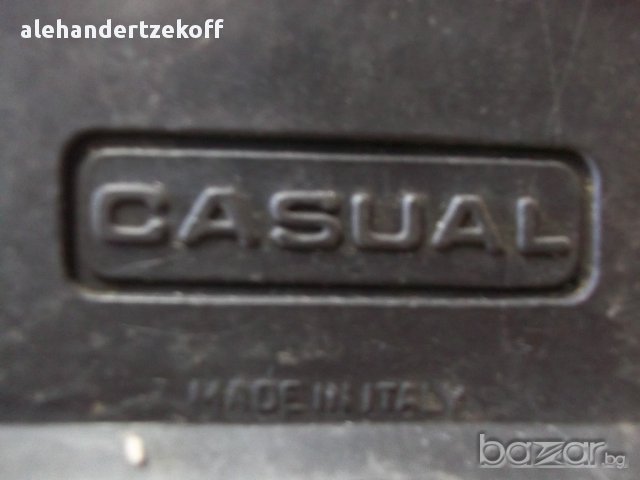 alehandertzekoff
CASUAL
MADE IN ITALY
bazar.bg